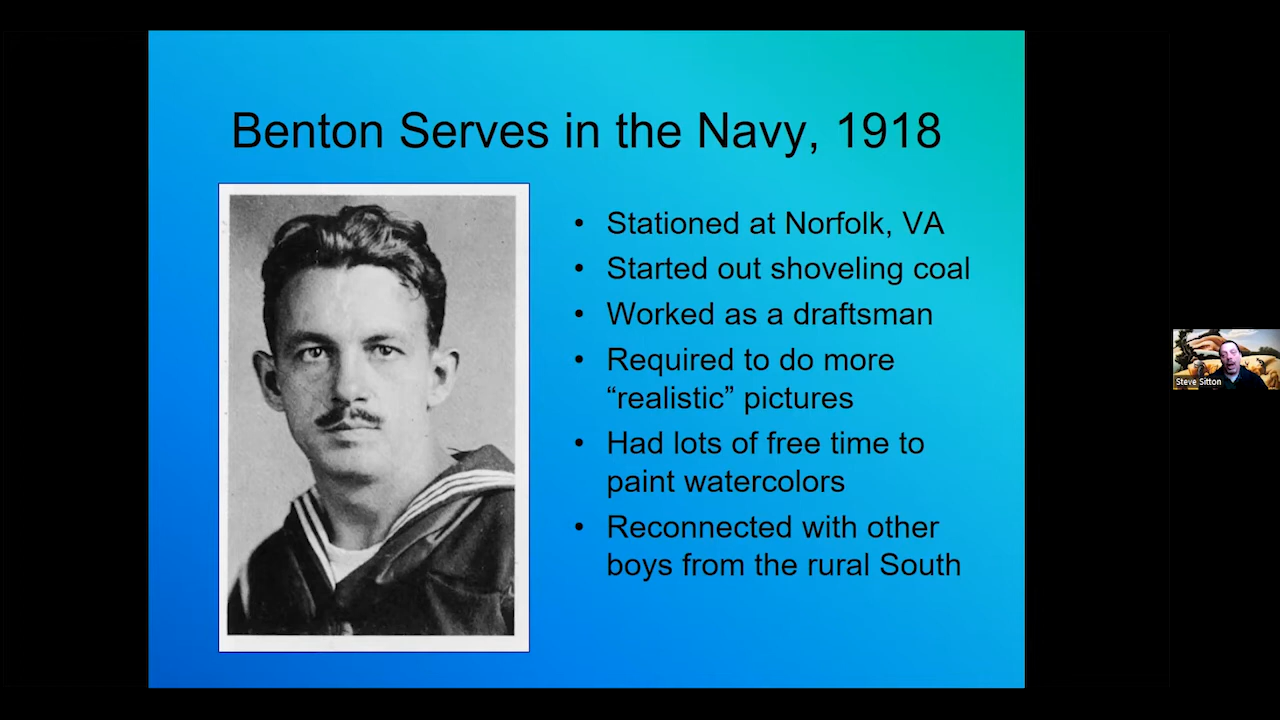 Benton Serves in the Navy, 1918
• Stationed at Norfolk, VA
• Started out shoveling coal
• Worked as a draftsman
• Required to do more
“realistic” pictures
• Had lots of free time to
paint watercolors
• Reconnected with other
boys from the rural South
Steve Sitton